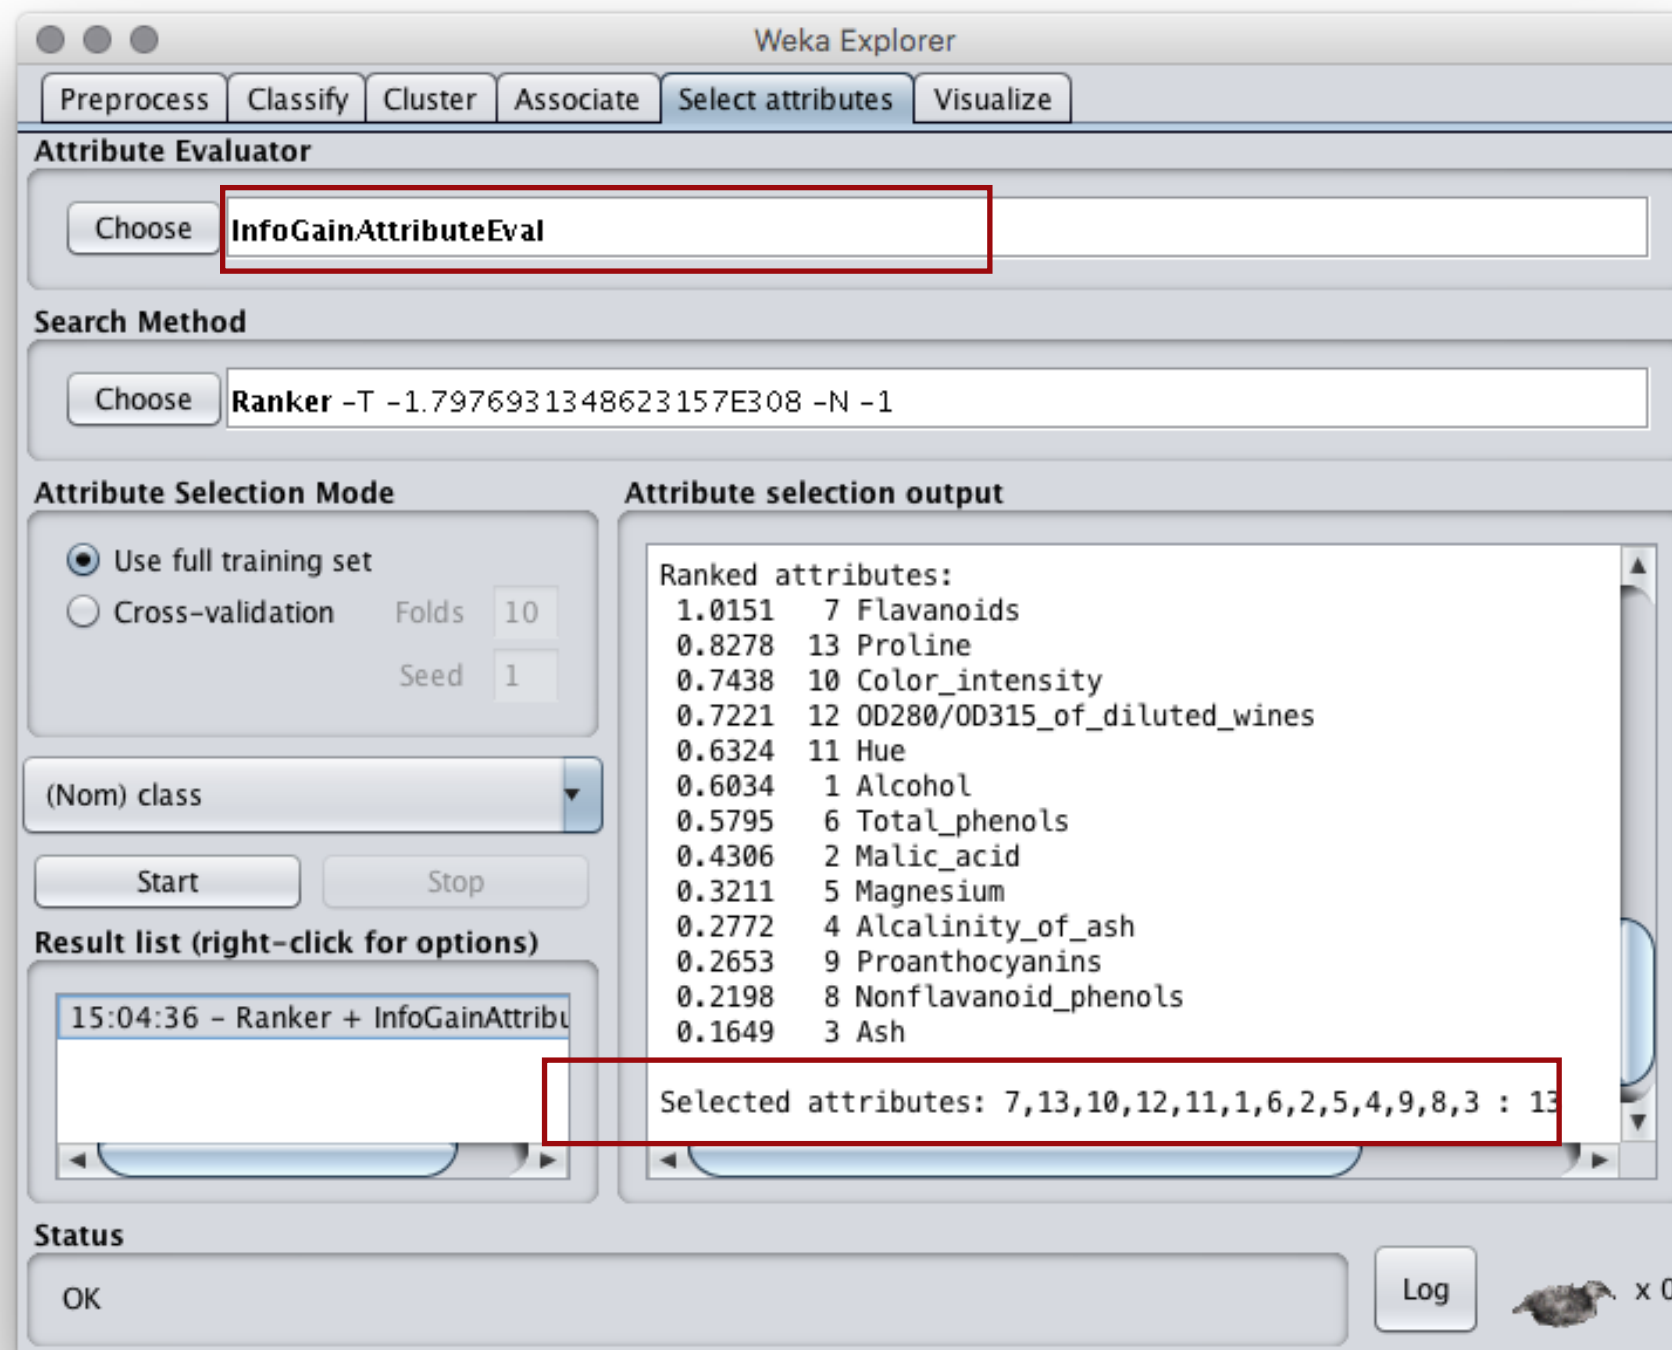 Weka Explorer
Preprocess Classify Cluster Associate Select attributes Visualize
Attribute Evaluator
Choose InfoGainAttributeEval
Search Method
Choose Ranker -T -1.7976931348623157E308 -N -1
Attribute Selection Mode
Use full training set
Cross-validation Folds 10
Seed 1
(Nom) class
Start Stop
Result list (right-click for options)
15:04:36 - Ranker + InfoGainAttribu
Attribute selection output
Ranked attributes:
1.0151 7 Flavanoids
0.8278 13 Proline
0.7438 10 Color_intensity
0.7221 12 OD280/OD315_of_diluted_wines
0.6324 11 Hue
0.6034 1 Alcohol
0.5795 6 Total_phenols
0.4306 2 Malic_acid
0.3211 5 Magnesium
0.2772 4 Alcalinity_of_ash
0.2653 9 Proanthocyanins
0.2198 8 Nonflavanoid_phenols
0.1649 3 Ash
Selected attributes: 7,13,10,12,11,1,6,2,5,4,9,8,3 : 13
Status
OK
Log x 0